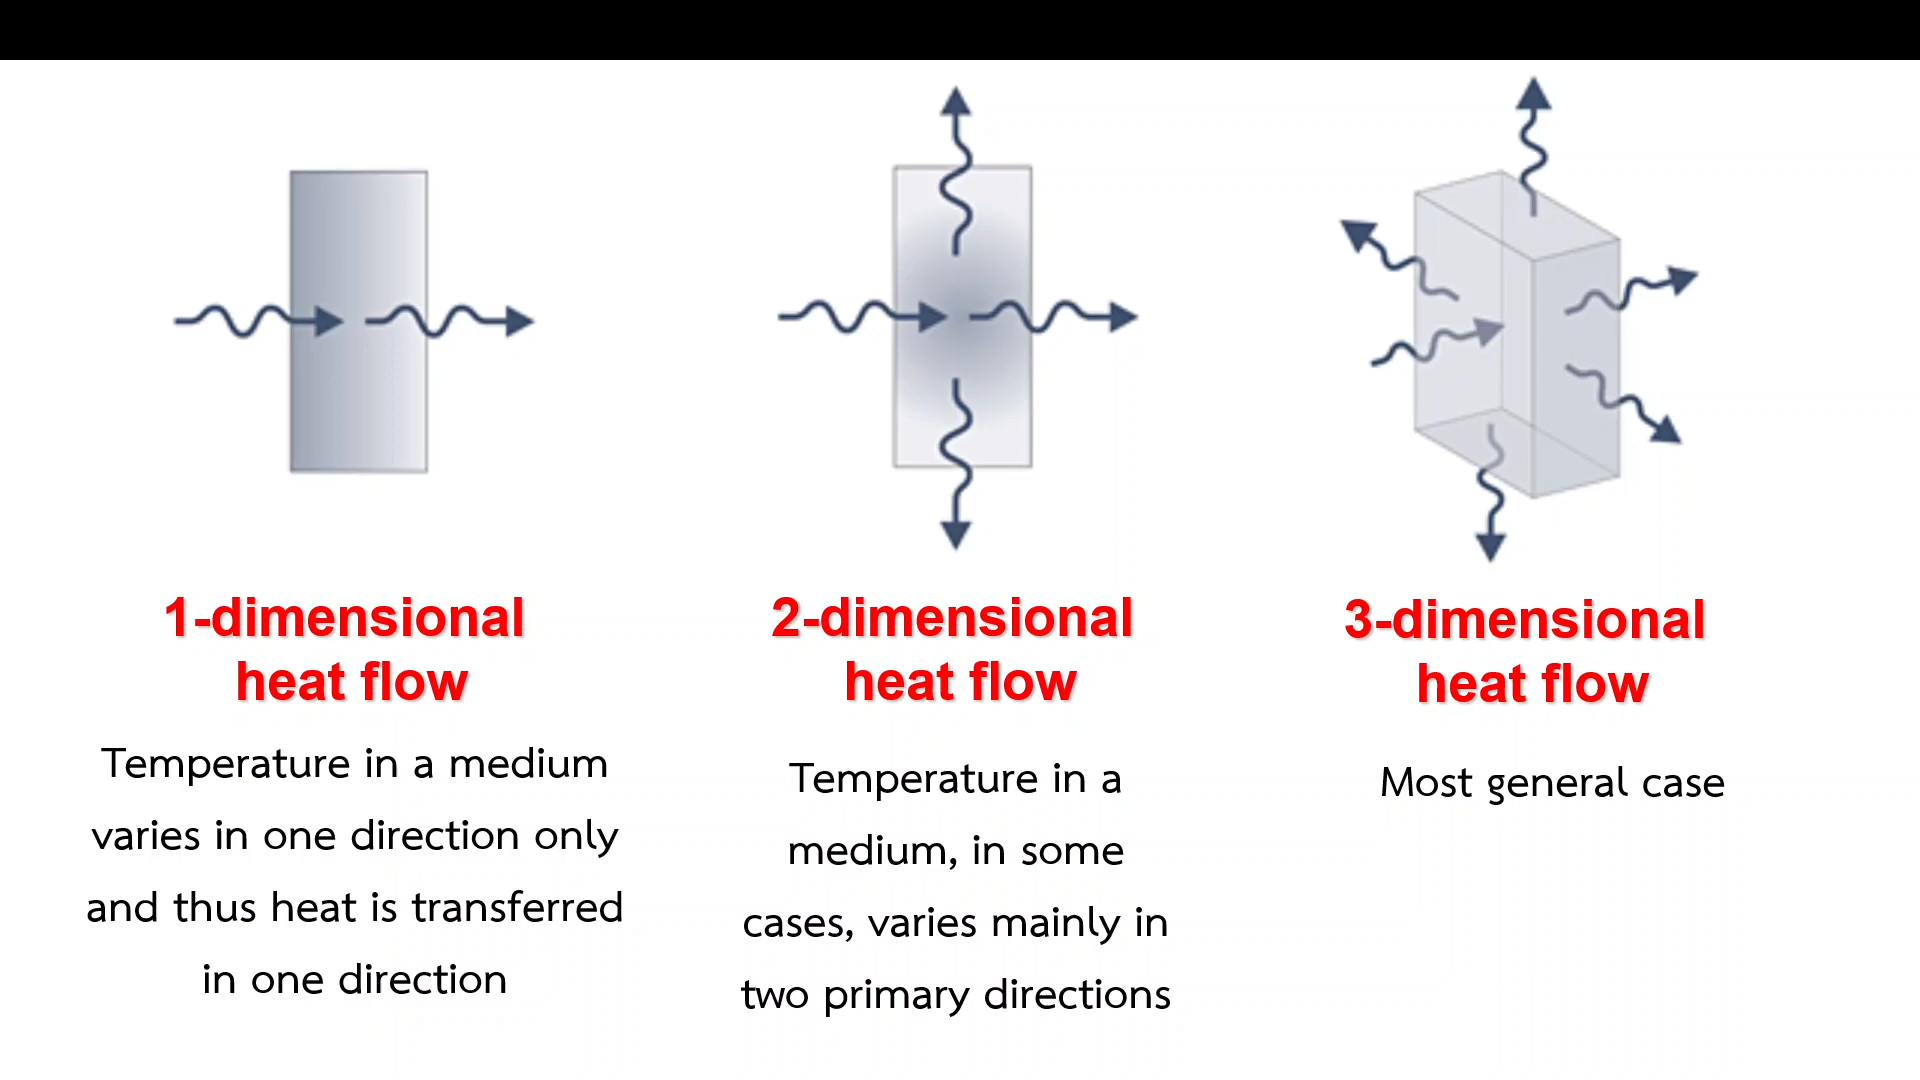 1-dimensional
heat flow
Temperature in a medium
varies in one direction only
and thus heat is transferred
in one direction
2-dimensional
heat flow
Temperature in a
medium, in some
cases, varies mainly in
two primary directions
3-dimensional
heat flow
Most general case